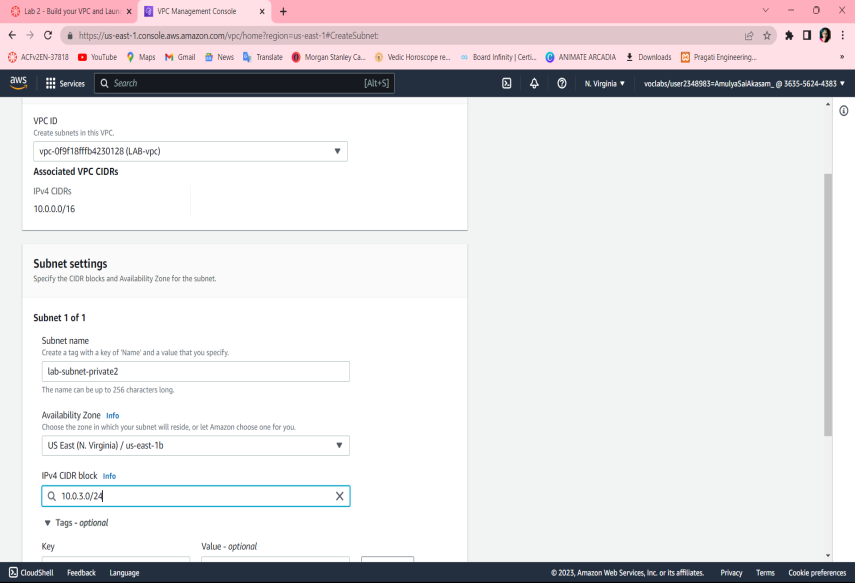 Lab 2 - Build your VPC and Laun
VPC Management Console
https://us-east-1.console.aws.amazon.com/vpc/home?region=us-east-1#CreateSubnet:
ACFv2EN-37818
YouTube
Maps
Gmail
News
Translate
Morgan Stanley Ca...
Vedic Horoscope re...
Board Infinity | Certi...
ANIMATE ARCADIA
Downloads
Pragati Engineering...
»
aws
Services
Search
[Alt+S]
N. Virginia
voclabs/user2348983=AmulyaSaiAkasam_ @ 3635-5624-4383
VPC ID
Create subnets in this VPC.
vpc-0f9f18fffb4230128 (LAB-vpc)
Associated VPC CIDRs
IPv4 CIDRs
10.0.0.0/16
Subnet settings
Specify the CIDR blocks and Availability Zone for the subnet.
Subnet 1 of 1
Subnet name
Create a tag with a key of 'Name' and a value that you specify.
lab-subnet-private2
The name can be up to 256 characters long.
Availability Zone Info
Choose the zone in which your subnet will reside, or let Amazon choose one for you.
US East (N. Virginia) / us-east-1b
IPv4 CIDR block Info
10.0.3.0/24
Tags - optional
Key
Value - optional
CloudShell
Feedback
Language
© 2023, Amazon Web Services, Inc. or its affiliates.
Privacy
Terms
Cookie preferences